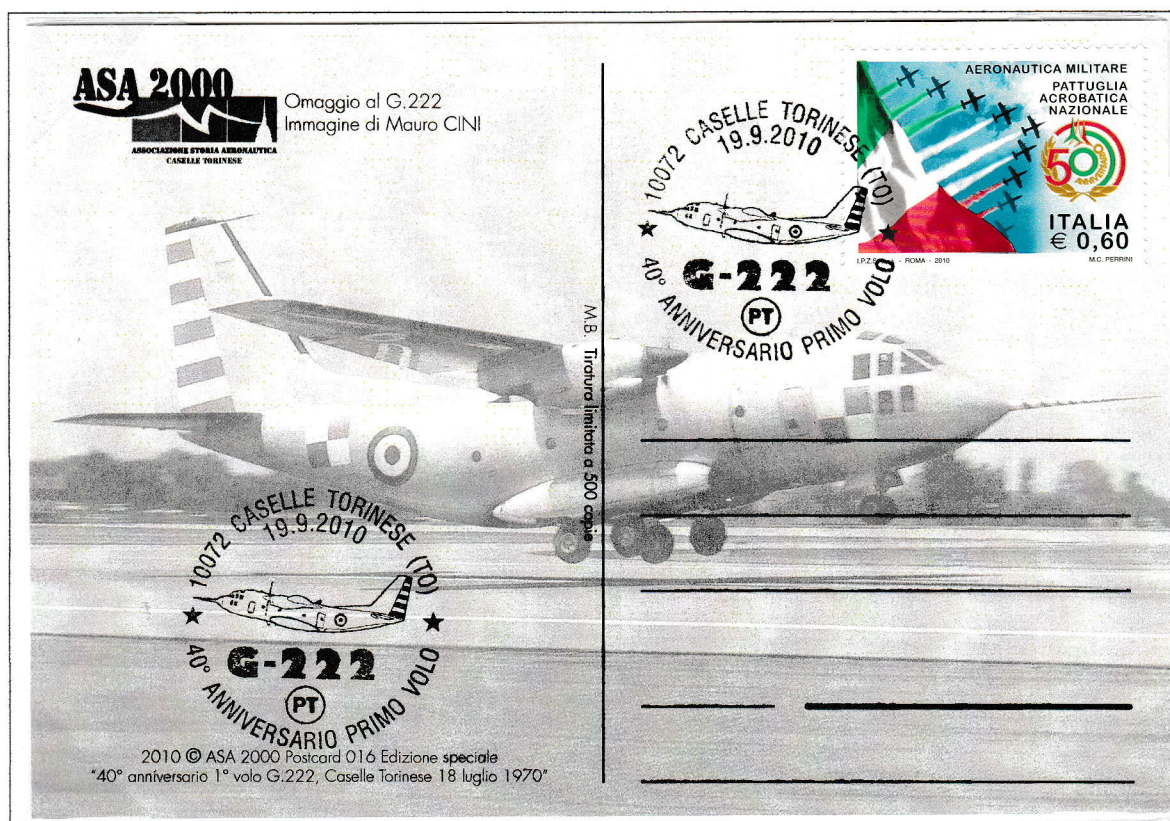 ASA 2000
ASSOCIAZIONE STORIA AERONAUTICA
CASELLE TORINESE
Omaggio al G.222
Immagine di Mauro CINI
10072 CASELLE TORINESE (TO)
19.9.2010
G-222
PT
40° ANNIVERSARIO PRIMO VOLO
AERONAUTICA MILITARE
PATTUGLIA
ACROBATICA
NAZIONALE
50
ANNIVERSARIO
ITALIA
€ 0,60
- ROMA - 2010
M.C. PERRINI
M.B. Tiratura limitata a 500 copie
10072 CASELLE TORINESE (TO)
19.9.2010
G-222
PT
40° ANNIVERSARIO PRIMO VOLO
2010 © ASA 2000 Postcard 016 Edizione speciale
"40° anniversario 1° volo G.222, Caselle Torinese 18 luglio 1970"